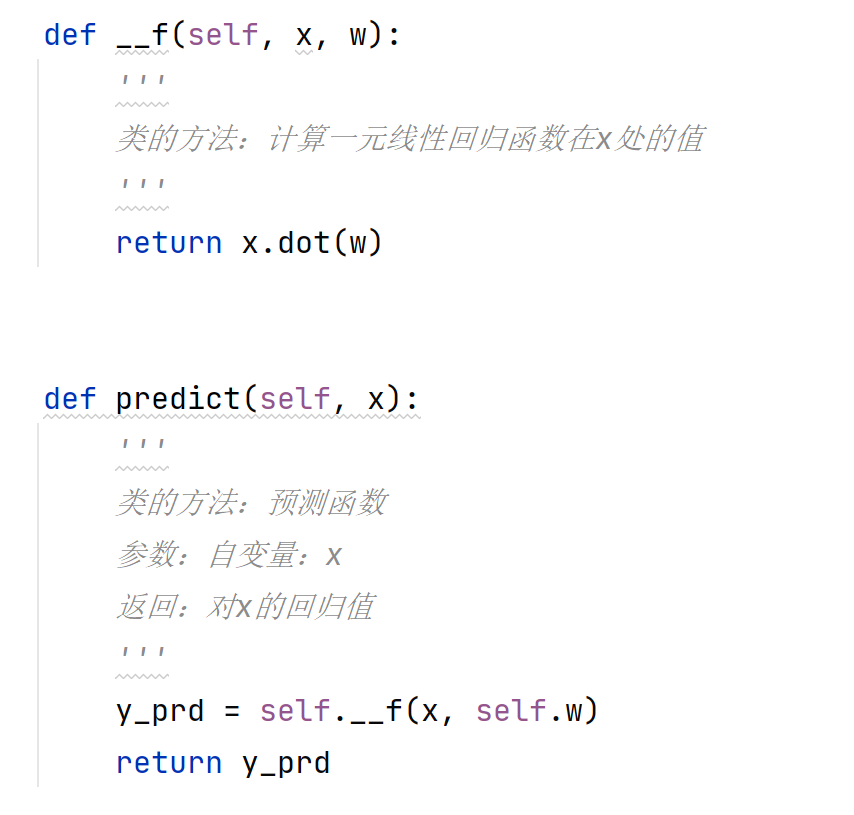 def __f(self, x, w):
'''
类的方法：计算一元线性回归函数在x处的值
'''
return x.dot(w)
def predict(self, x):
'''
类的方法：预测函数
参数：自变量：x
返回：对x的回归值
'''
y_prd = self.__f(x, self.w)
return y_prd